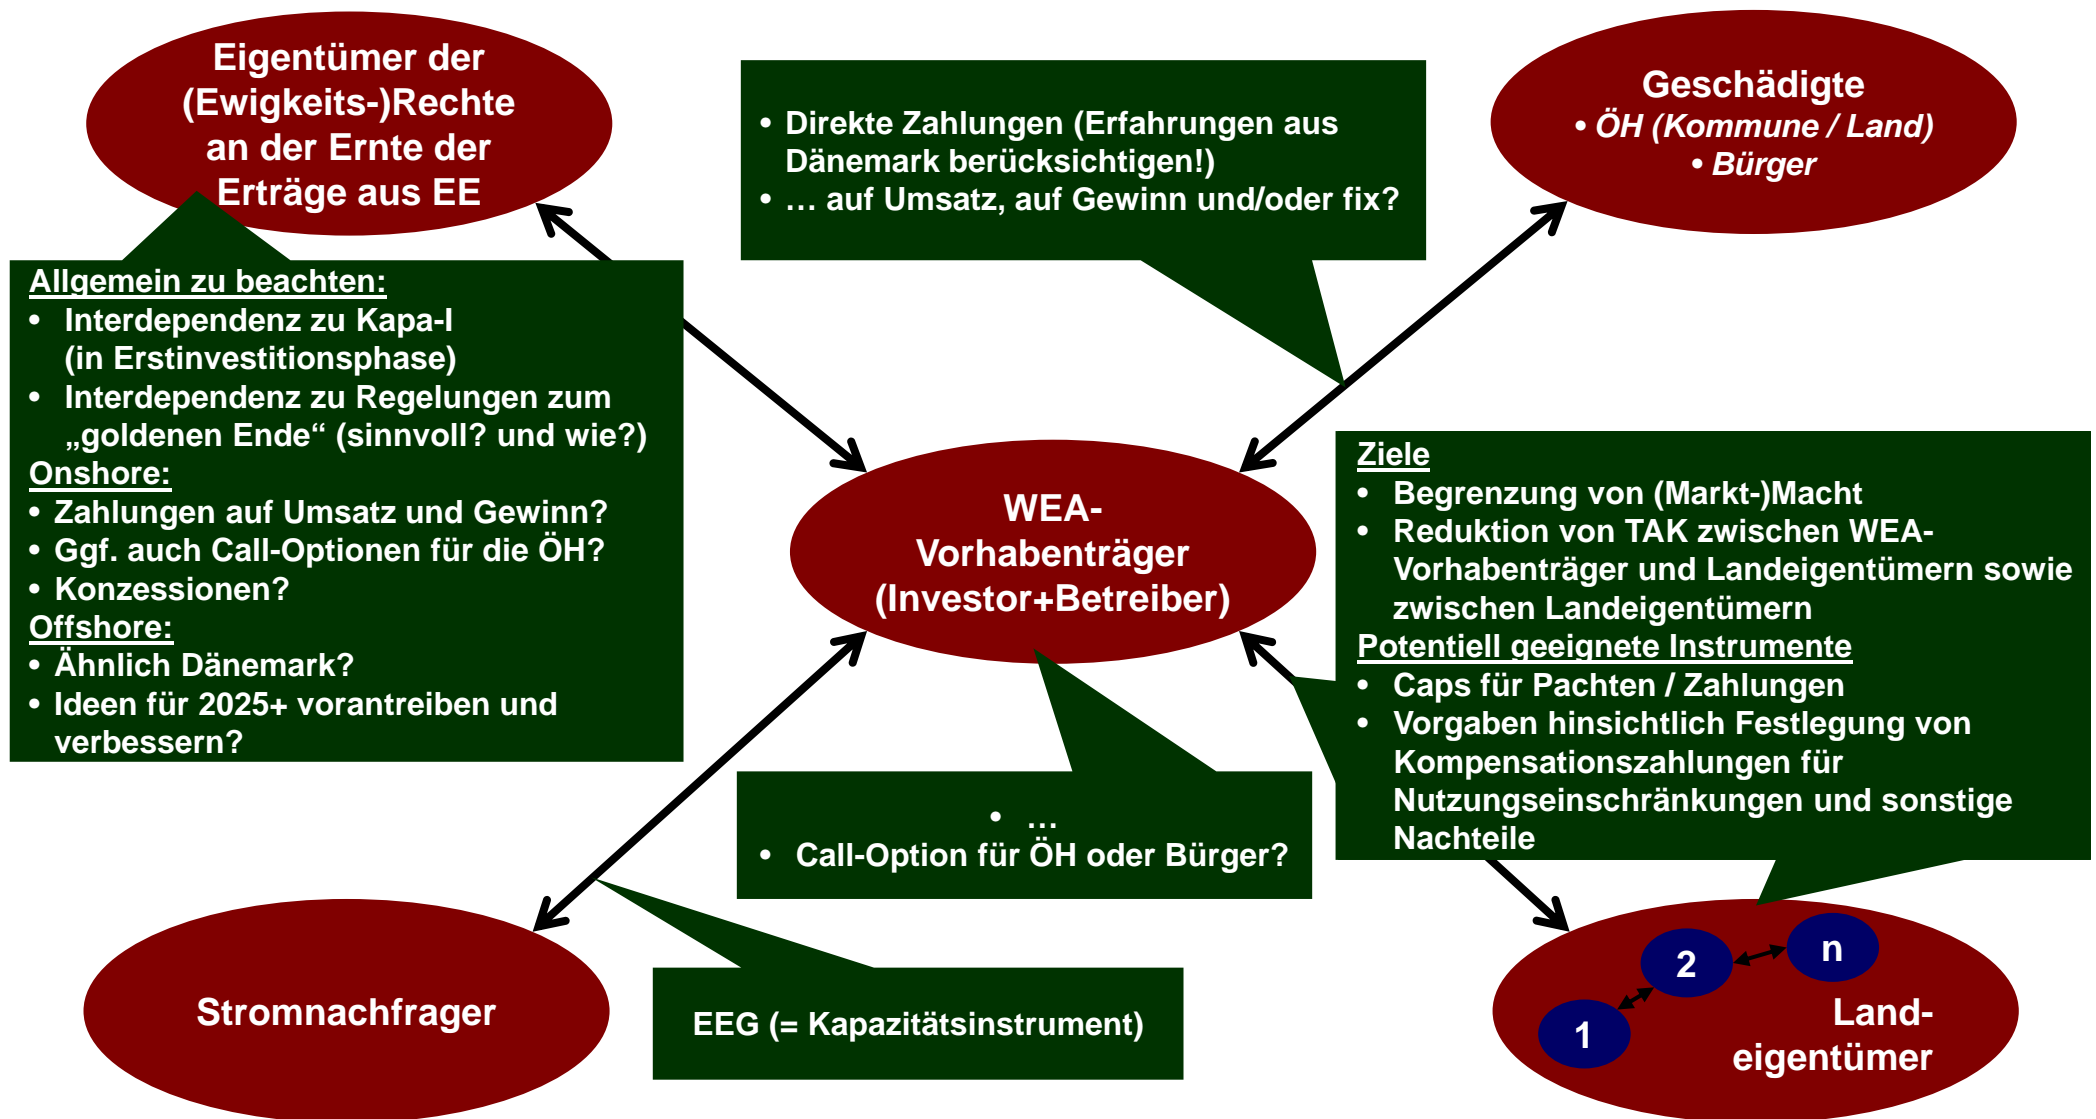 Eigentümer der
(Ewigkeits-)Rechte
an der Ernte der
Erträge aus EE
• Direkte Zahlungen (Erfahrungen aus
Dänemark berücksichtigen!)
• … auf Umsatz, auf Gewinn und/oder fix?
Geschädigte
• ÖH (Kommune / Land)
• Bürger
Allgemein zu beachten:
• Interdependenz zu Kapa-I
(in Erstinvestitionsphase)
• Interdependenz zu Regelungen zum
„goldenen Ende“ (sinnvoll? und wie?)
Onshore:
• Zahlungen auf Umsatz und Gewinn?
• Ggf. auch Call-Optionen für die ÖH?
• Konzessionen?
Offshore:
• Ähnlich Dänemark?
• Ideen für 2025+ vorantreiben und
verbessern?
WEA-
Vorhabenträger
(Investor+Betreiber)
Ziele
• Begrenzung von (Markt-)Macht
• Reduktion von TAK zwischen WEA-
Vorhabenträger und Landeigentümern sowie
zwischen Landeigentümern
Potentiell geeignete Instrumente
• Caps für Pachten / Zahlungen
• Vorgaben hinsichtlich Festlegung von
Kompensationszahlungen für
Nutzungseinschränkungen und sonstige
Nachteile
• …
• Call-Option für ÖH oder Bürger?
Stromnachfrager
EEG (= Kapazitätsinstrument)
1
2
n
Land-
eigentümer